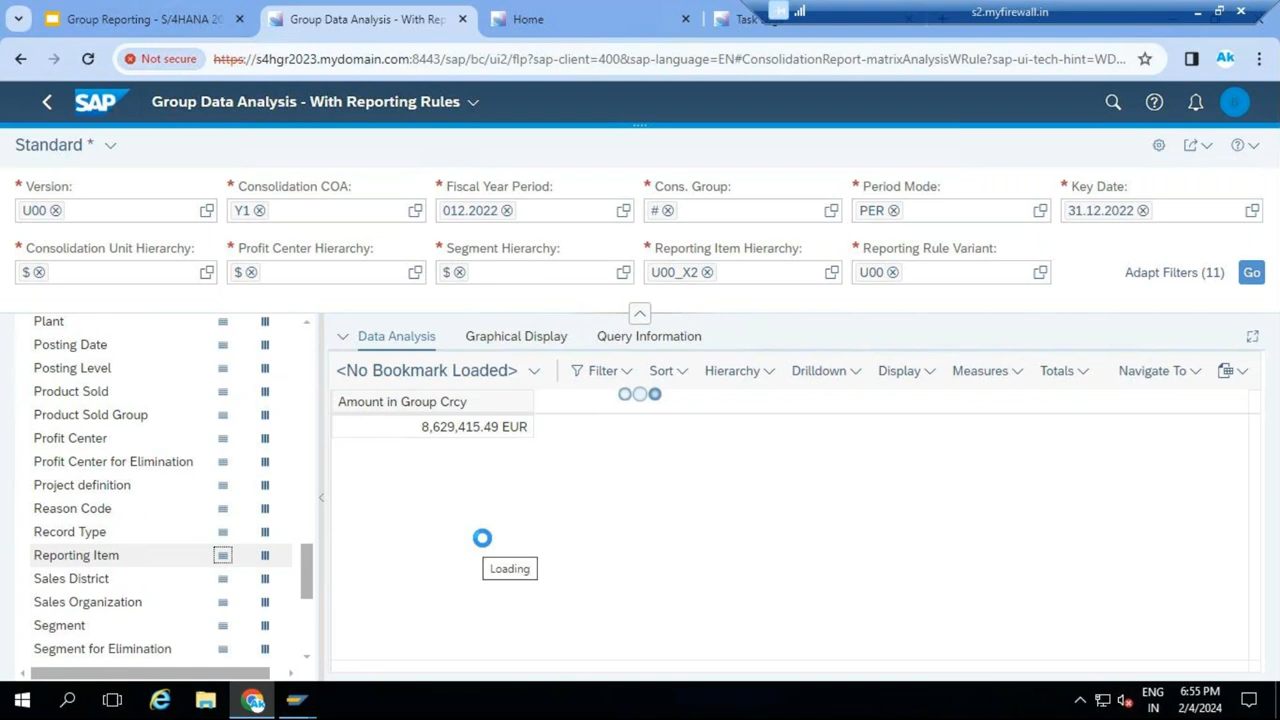 Group Reporting - S/4HANA 20
Group Data Analysis - With Rep
Home
s2.myfirewall.in
Not secure
https://s4hgr2023.mydomain.com:8443/sap/bc/ui2/flp?sap-client=400&sap-language=EN#ConsolidationReport-matrixAnalysisWRule?sap-ui-tech-hint=WD...
Ak
SAP
Group Data Analysis - With Reporting Rules
Standard *
* Version:
* Consolidation COA:
* Fiscal Year Period:
* Cons. Group:
* Period Mode:
* Key Date:
U00
Y1
012.2022
#
PER
31.12.2022
* Consolidation Unit Hierarchy:
* Profit Center Hierarchy:
* Segment Hierarchy:
* Reporting Item Hierarchy:
* Reporting Rule Variant:
$
$
$
U00_X2
U00
Adapt Filters (11)
Go
Plant
Posting Date
Posting Level
Product Sold
Product Sold Group
Profit Center
Profit Center for Elimination
Project definition
Reason Code
Record Type
Reporting Item
Sales District
Sales Organization
Segment
Segment for Elimination
Data Analysis
Graphical Display
Query Information
<No Bookmark Loaded>
Filter
Sort
Hierarchy
Drilldown
Display
Measures
Totals
Navigate To
Amount in Group Crcy
8,629,415.49 EUR
Loading
Ak
ENG
IN
6:55 PM
2/4/2024